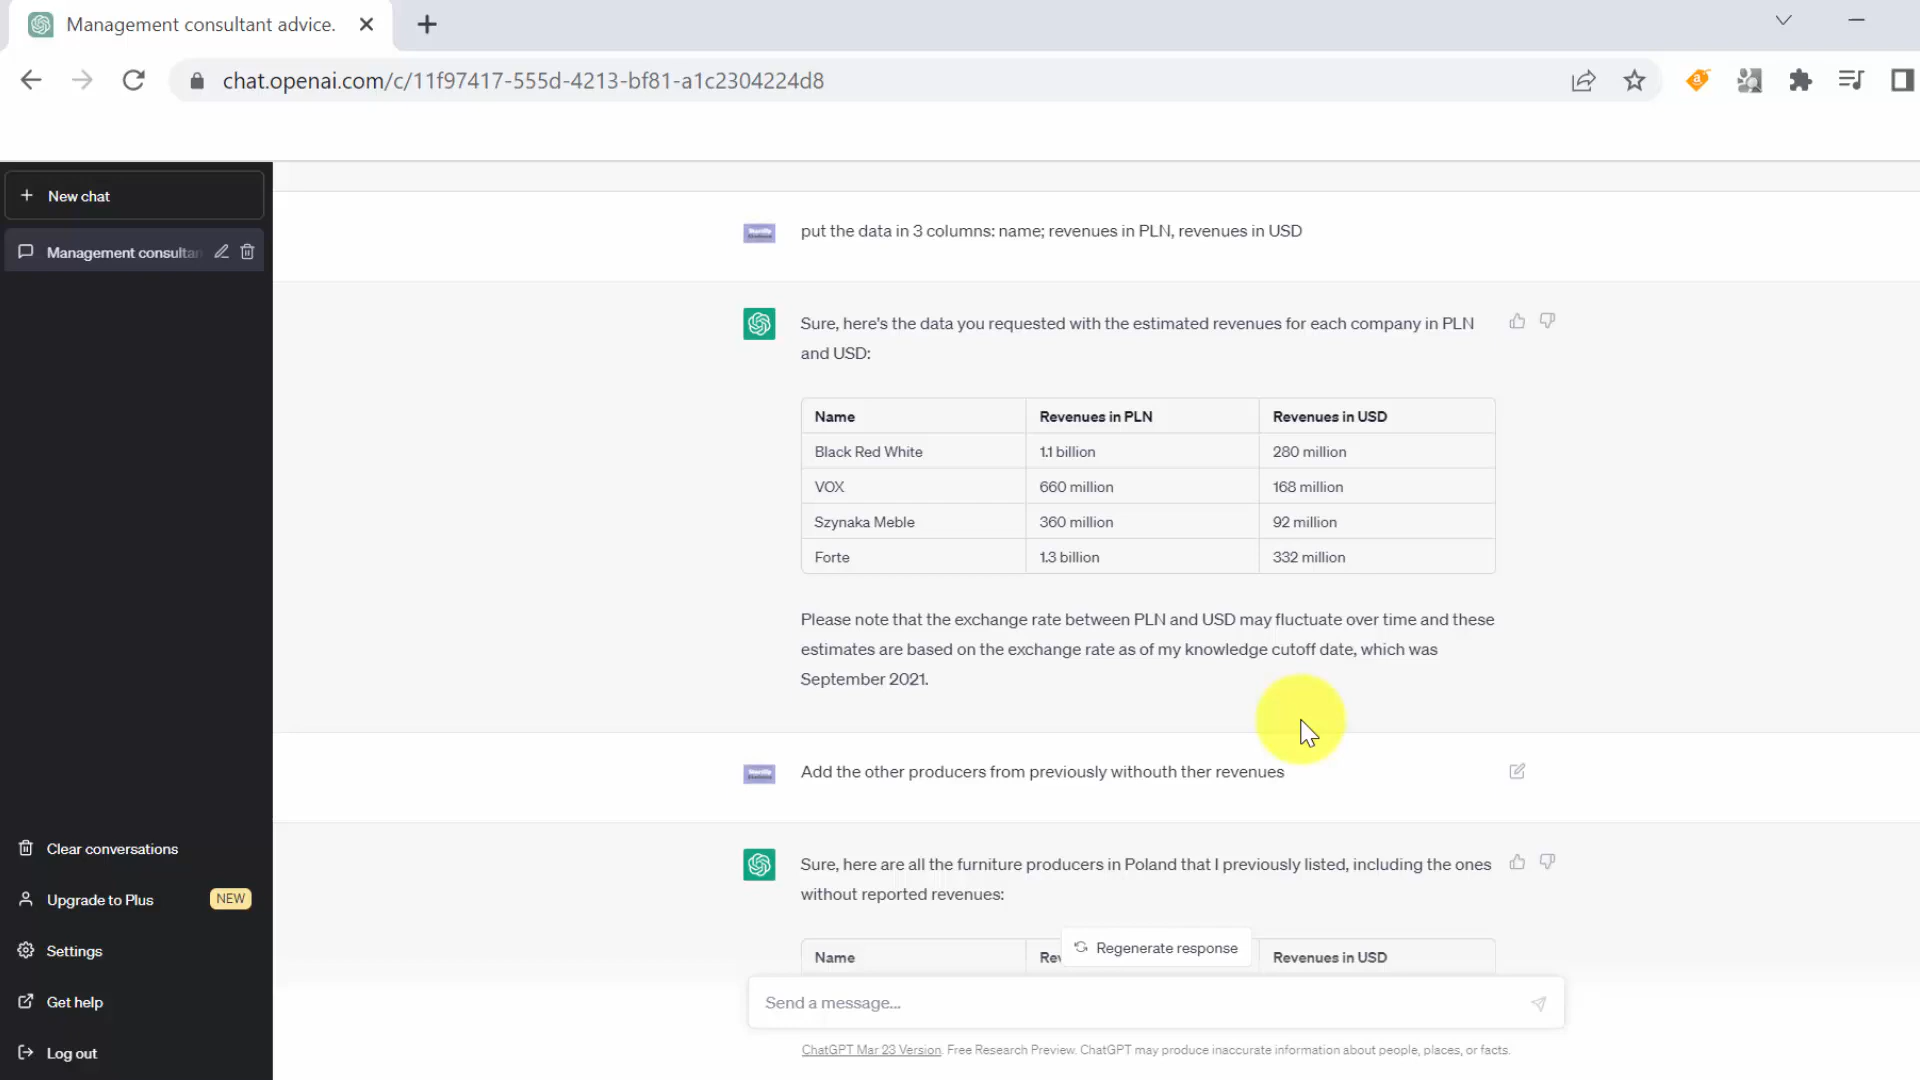 Management consultant advice.
chat.openai.com/c/11f97417-555d-4213-bf81-a1c2304224d8
New chat
Management consultan
put the data in 3 columns: name; revenues in PLN, revenues in USD
Sure, here's the data you requested with the estimated revenues for each company in PLN
and USD:
Name Revenues in PLN Revenues in USD
Black Red White 1.1 billion 280 million
VOX 660 million 168 million
Szynaka Meble 360 million 92 million
Forte 1.3 billion 332 million
Please note that the exchange rate between PLN and USD may fluctuate over time and these
estimates are based on the exchange rate as of my knowledge cutoff date, which was
September 2021.
Add the other producers from previously withouth ther revenues
Sure, here are all the furniture producers in Poland that I previously listed, including the ones
without reported revenues:
Name Rev Revenues in USD
Regenerate response
Send a message...
ChatGPT Mar 23 Version. Free Research Preview. ChatGPT may produce inaccurate information about people, places, or facts.
Clear conversations
Upgrade to Plus NEW
Settings
Get help
Log out